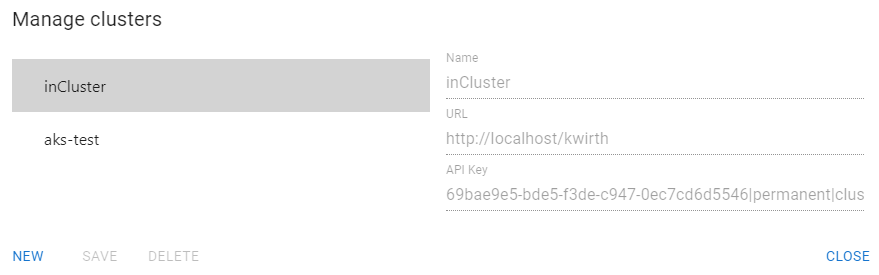 Manage clusters
inCluster
aks-test
Name
inCluster
URL
http://localhost/kwirth
API Key
69bae9e5-bde5-f3de-c947-0ec7cd6d5546|permanent|clus
NEW SAVE DELETE CLOSE